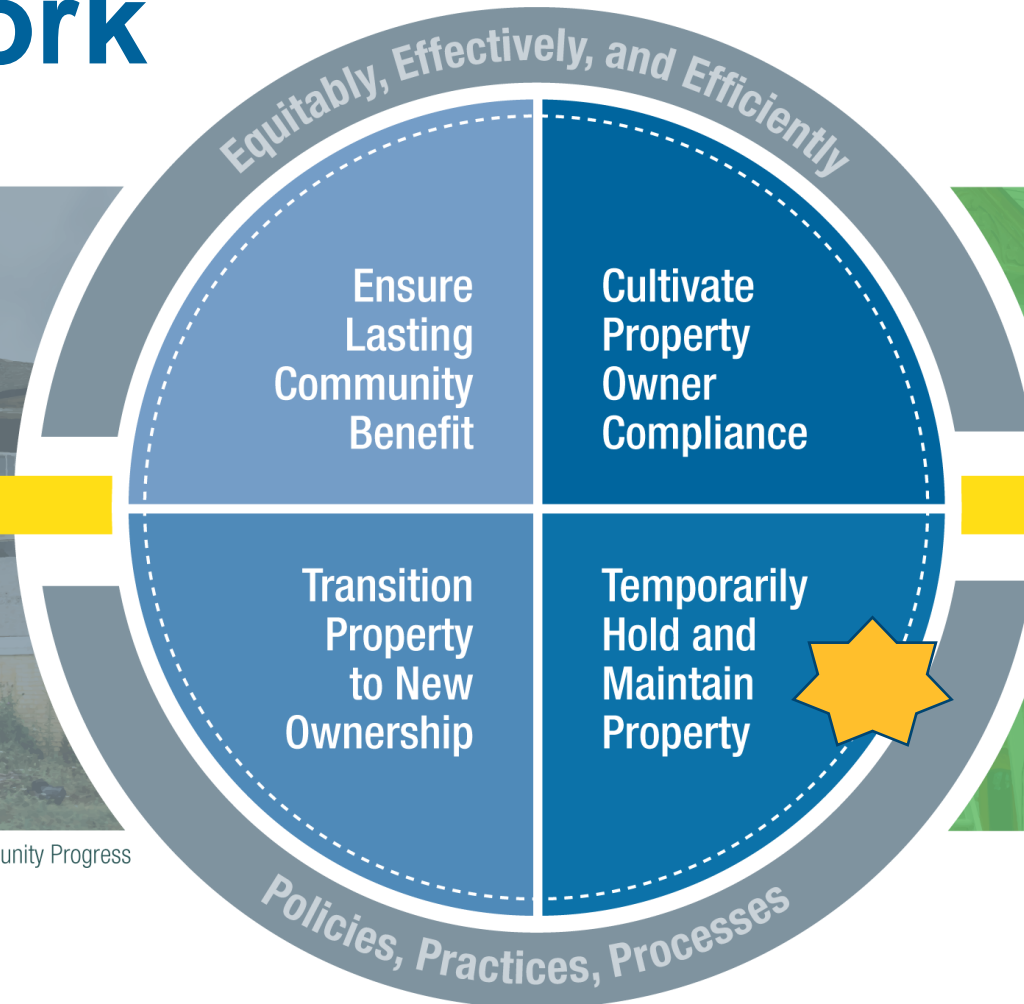 ork
Equitably, Effectively, and Efficiently
Ensure
Lasting
Community
Benefit
Cultivate
Property
Owner
Compliance
Transition
Property
to New
Ownership
Temporarily
Hold and
Maintain
Property
unity Progress
Policies, Practices, Processes